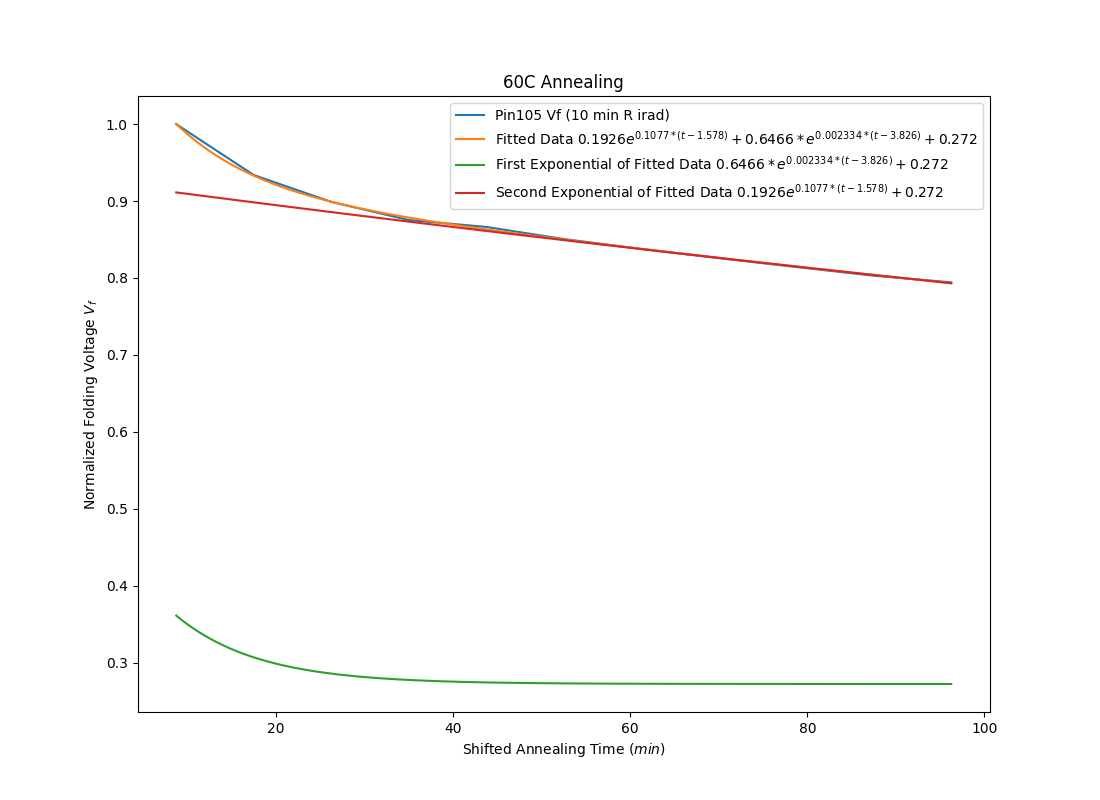 60C Annealing
Pin105 Vf (10 min R irad)
Fitted Data 0.1926e^{0.1077*(t−1.578)} + 0.6466 * e^{0.002334*(t−3.826)} + 0.272
First Exponential of Fitted Data 0.6466 * e^{0.002334*(t−3.826)} + 0.272
Second Exponential of Fitted Data 0.1926e^{0.1077*(t−1.578)} + 0.272
Normalized Folding Voltage V_f
1.0
0.9
0.8
0.7
0.6
0.5
0.4
0.3
20 40 60 80 100
Shifted Annealing Time (min)